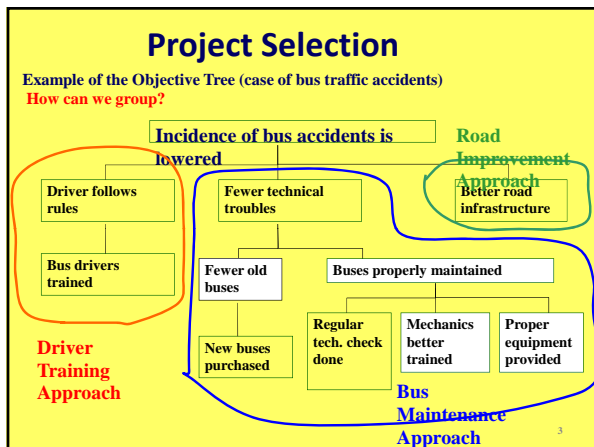 Project Selection
Example of the Objective Tree (case of bus traffic accidents)
How can we group?
Incidence of bus accidents is
lowered
Road
Improvement
Approach
Driver follows
rules
Fewer technical
troubles
Better road
infrastructure
Bus drivers
trained
Fewer old
buses
Buses properly maintained
New buses
purchased
Regular
tech. check
done
Mechanics
better
trained
Proper
equipment
provided
Driver
Training
Approach
Bus
Maintenance
Approach
3